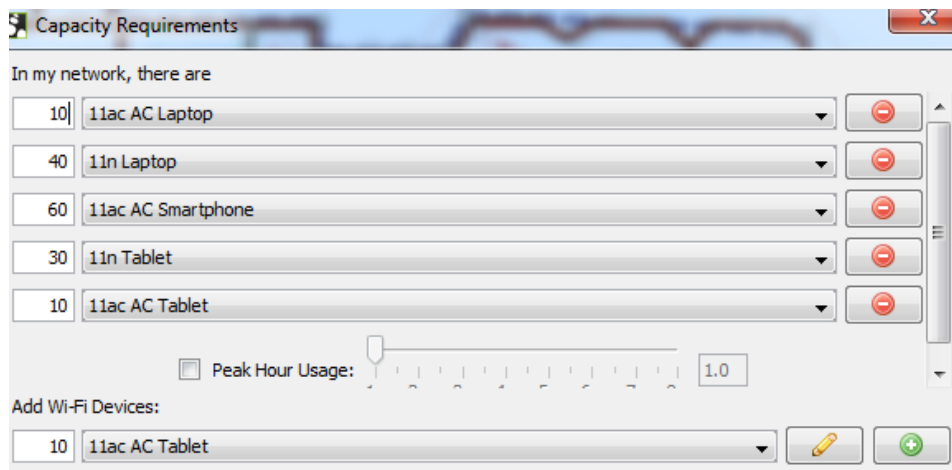 Capacity Requirements
In my network, there are
10 11ac AC Laptop
40 11n Laptop
60 11ac AC Smartphone
30 11n Tablet
10 11ac AC Tablet
Peak Hour Usage: 1.0
Add Wi-Fi Devices:
10 11ac AC Tablet